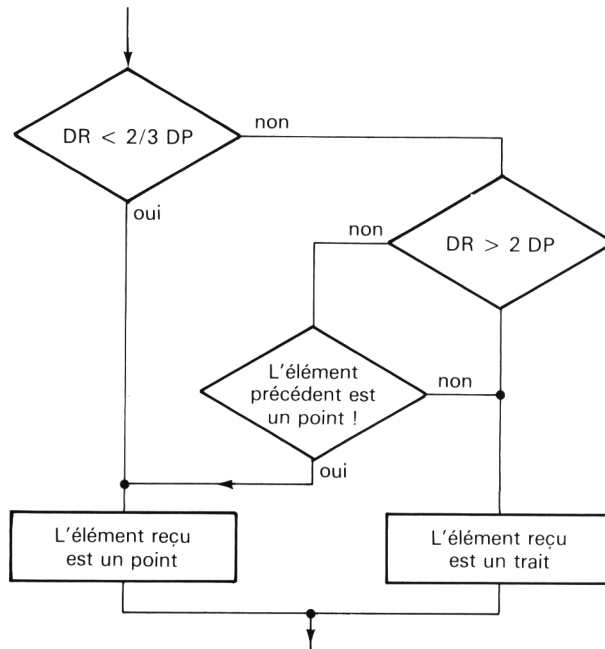 DR < 2/3 DP
non
oui
non
DR > 2 DP
L'élément
précédent est
un point !
non
oui
L'élément reçu
est un point
L'élément reçu
est un trait